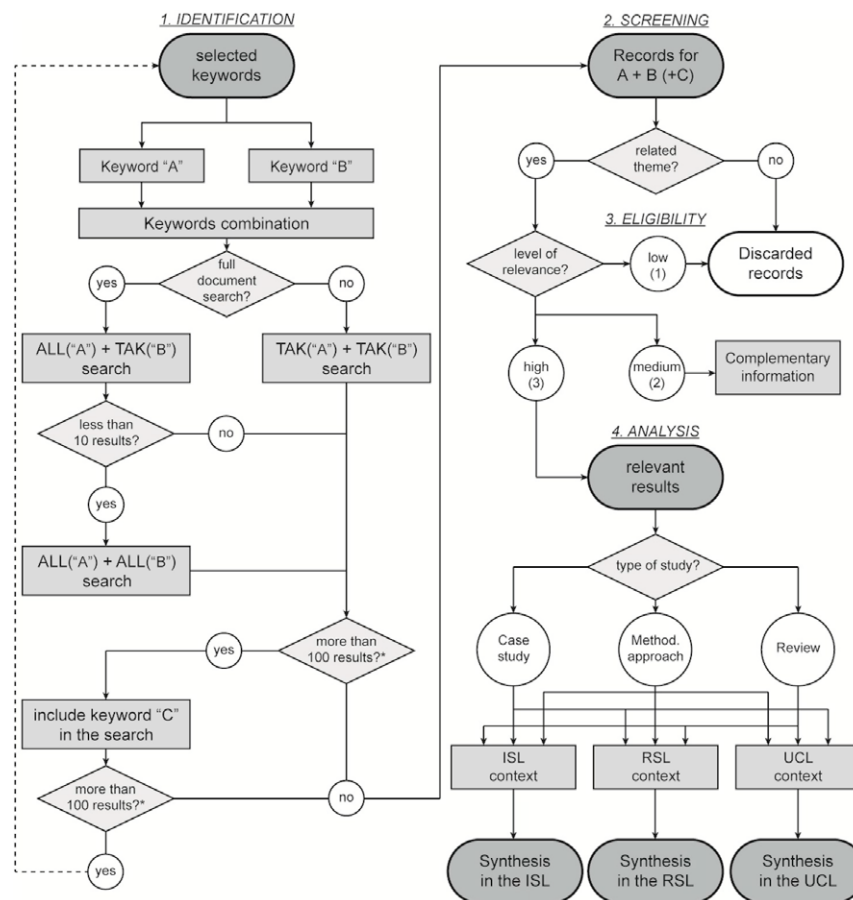 1. IDENTIFICATION
selected
keywords
Keyword “A”
Keyword “B”
Keywords combination
full
document
search?
yes
no
ALL(“A”) + TAK(“B”)
search
TAK(“A”) + TAK(“B”)
search
less than
10 results?
no
yes
ALL(“A”) + ALL(“B”)
search
more than
100 results?*
yes
include keyword “C”
in the search
more than
100 results?*
no
yes
2. SCREENING
Records for
A + B (+C)
related
theme?
yes
no
3. ELIGIBILITY
level of
relevance?
low
(1)
Discarded
records
high
(3)
medium
(2)
Complementary
information
4. ANALYSIS
relevant
results
type of study?
Case
study
Method.
approach
Review
ISL
context
RSL
context
UCL
context
Synthesis
in the ISL
Synthesis
in the RSL
Synthesis
in the UCL